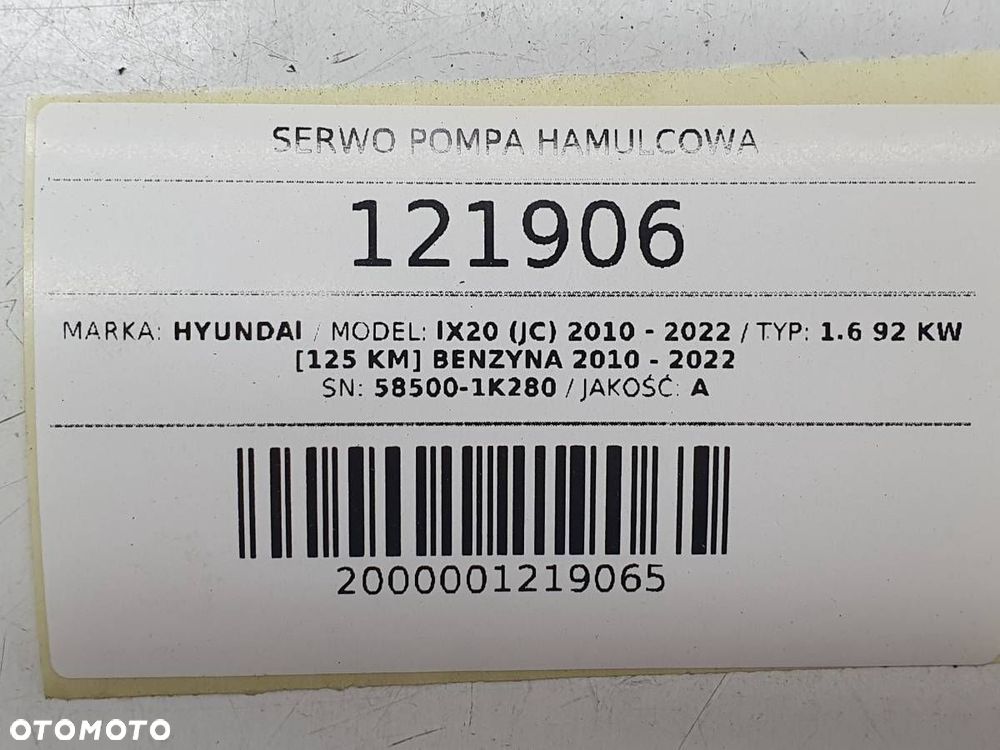 SERWO POMPA HAMULCOWA
121906
MARKA: HYUNDAI / MODEL: IX20 (JC) 2010 - 2022 / TYP: 1.6 92 KW
[125 KM] BENZYNA 2010 - 2022
SN: 58500-1K280 / JAKOŚĆ: A
2000001219065
OTOMOTO